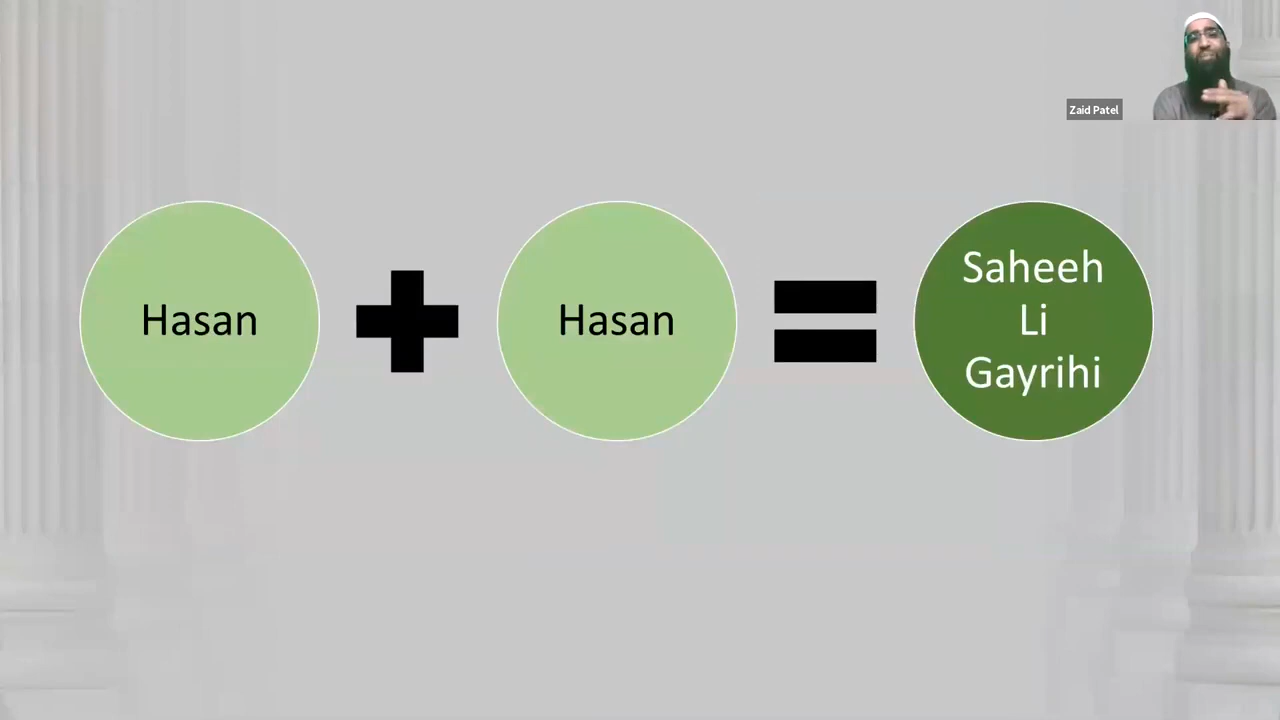 Zaid Patel
Hasan
Hasan
Saheeh
Li
Gayrihi